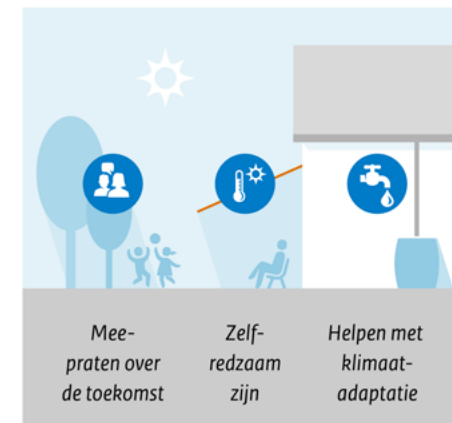 Mee-
praten over
de toekomst
Zelf-
redzaam
zijn
Helpen met
klimaat-
adaptatie